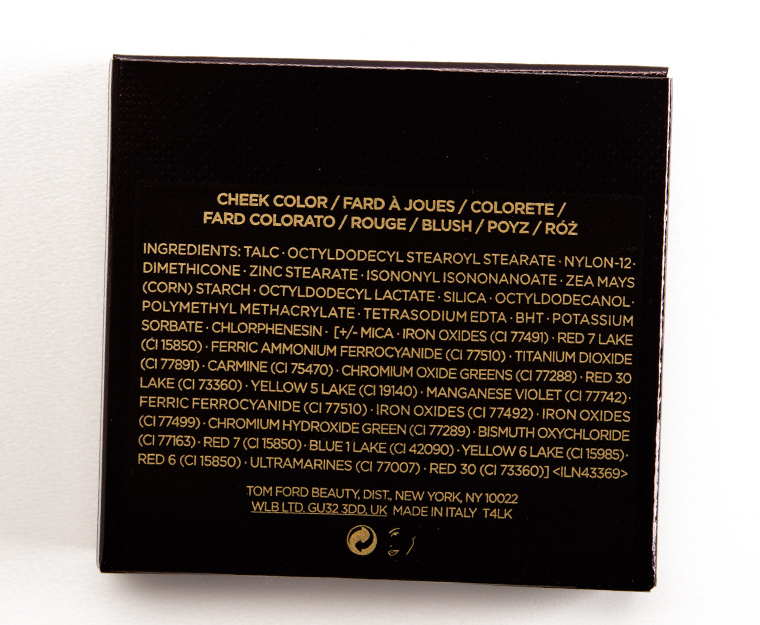 CHEEK COLOR / FARD À JOUES / COLORETE /
FARD COLORATO / ROUGE / BLUSH / POYZ / RÓŻ
INGREDIENTS: TALC · OCTYLDODECYL STEAROYL STEARATE · NYLON-12 ·
DIMETHICONE · ZINC STEARATE · ISONONYL ISONONANOATE · ZEA MAYS
(CORN) STARCH · OCTYLDODECYL LACTATE · SILICA · OCTYLDODECANOL ·
POLYMETHYL METHACRYLATE · TETRASODIUM EDTA · BHT · POTASSIUM
SORBATE · CHLORPHENESIN · [+/- MICA · IRON OXIDES (CI 77491) · RED 7 LAKE
(CI 15850) · FERRIC AMMONIUM FERROCYANIDE (CI 77510) · TITANIUM DIOXIDE
(CI 77891) · CARMINE (CI 75470) · CHROMIUM OXIDE GREENS (CI 77288) · RED 30
LAKE (CI 73360) · YELLOW 5 LAKE (CI 19140) · MANGANESE VIOLET (CI 77742) ·
FERRIC FERROCYANIDE (CI 77510) · IRON OXIDES (CI 77492) · IRON OXIDES
(CI 77499) · CHROMIUM HYDROXIDE GREEN (CI 77289) · BISMUTH OXYCHLORIDE
(CI 77163) · RED 7 (CI 15850) · BLUE 1 LAKE (CI 42090) · YELLOW 6 LAKE (CI 15985) ·
RED 6 (CI 15850) · ULTRAMARINES (CI 77007) · RED 30 (CI 73360)] <ILN43369>
TOM FORD BEAUTY, DIST., NEW YORK, NY 10022
WLB LTD. GU32 3DD, UK MADE IN ITALY T4LK